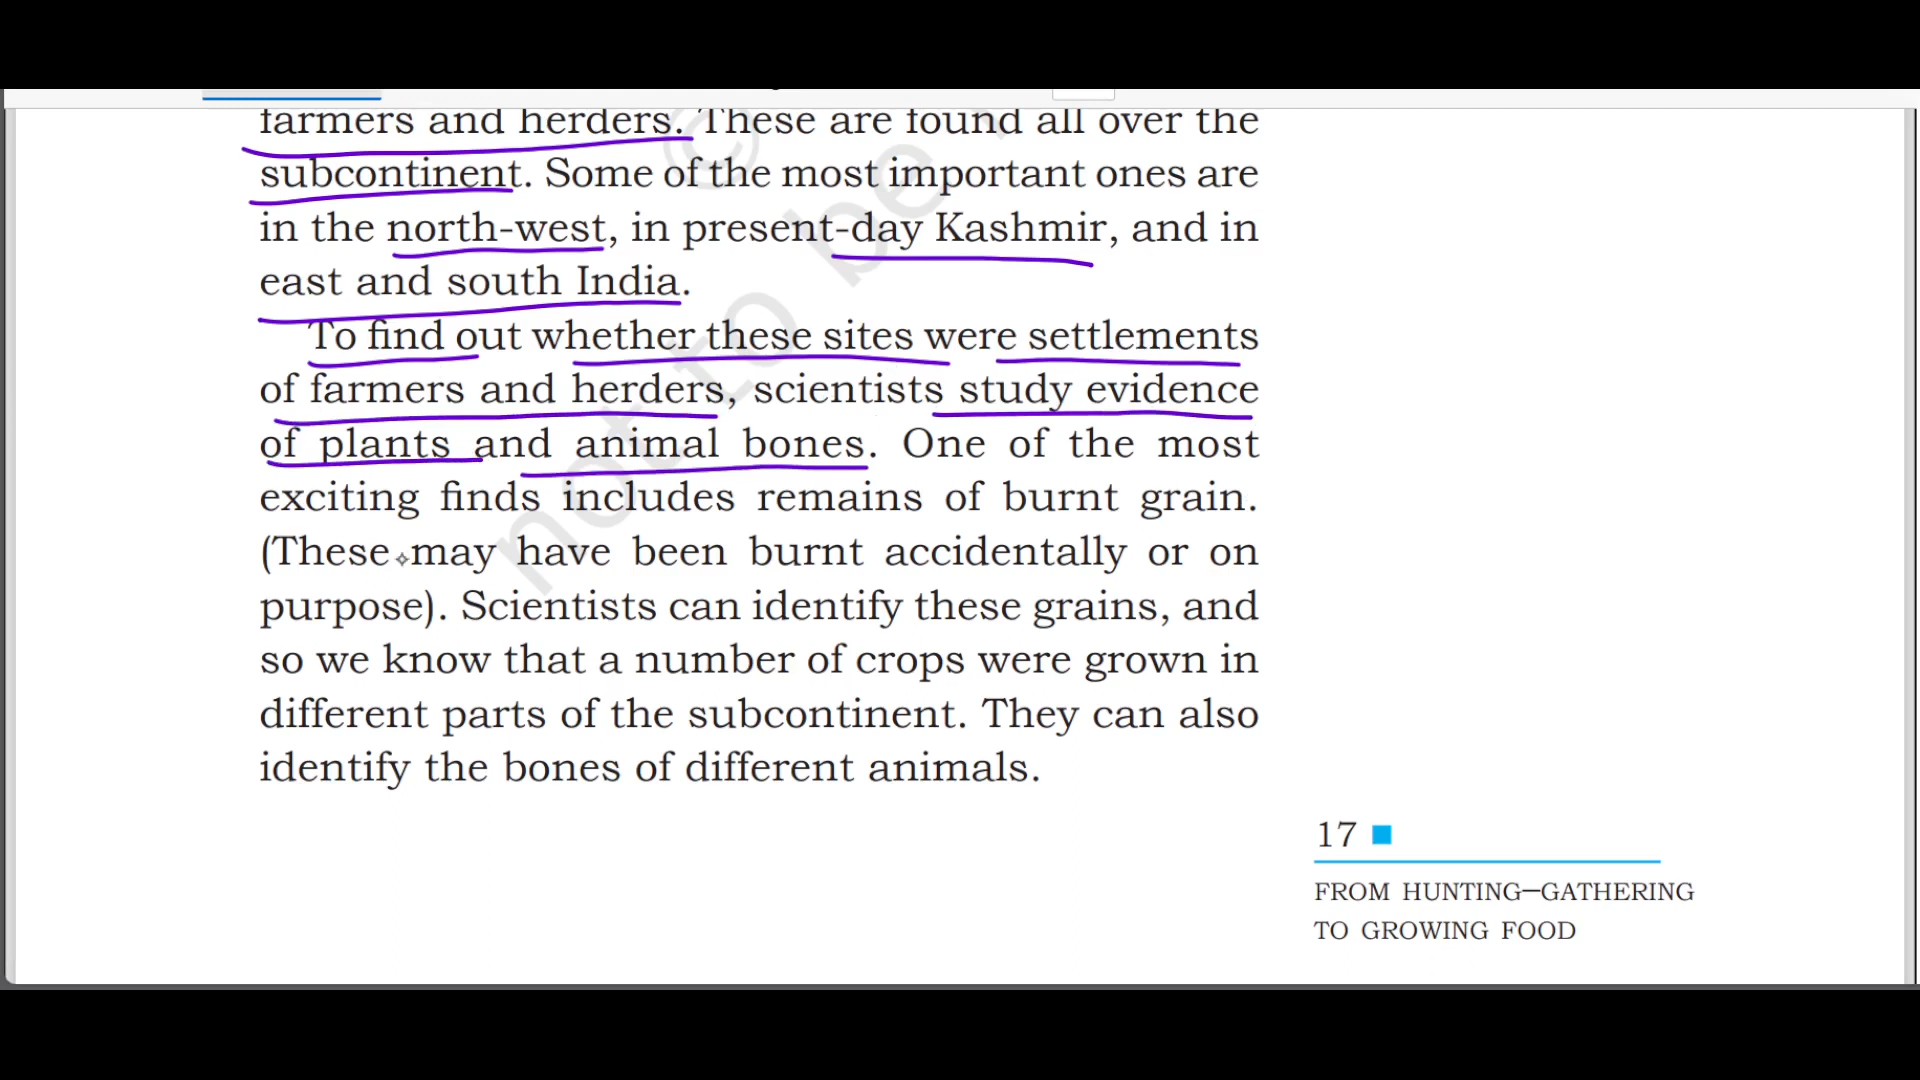 farmers and herders. These are found all over the
subcontinent. Some of the most important ones are
in the north-west, in present-day Kashmir, and in
east and south India.
To find out whether these sites were settlements
of farmers and herders, scientists study evidence
of plants and animal bones. One of the most
exciting finds includes remains of burnt grain.
(These may have been burnt accidentally or on
purpose). Scientists can identify these grains, and
so we know that a number of crops were grown in
different parts of the subcontinent. They can also
identify the bones of different animals.
17
FROM HUNTING—GATHERING
TO GROWING FOOD
©
not to be